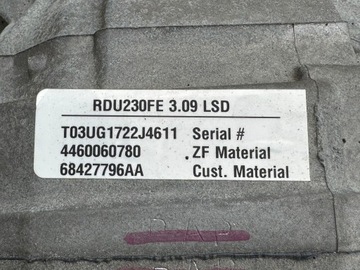 RDU230FE 3.09 LSD
T03UG1722J4611 Serial #
4460060780 ZF Material
68427796AA Cust. Material